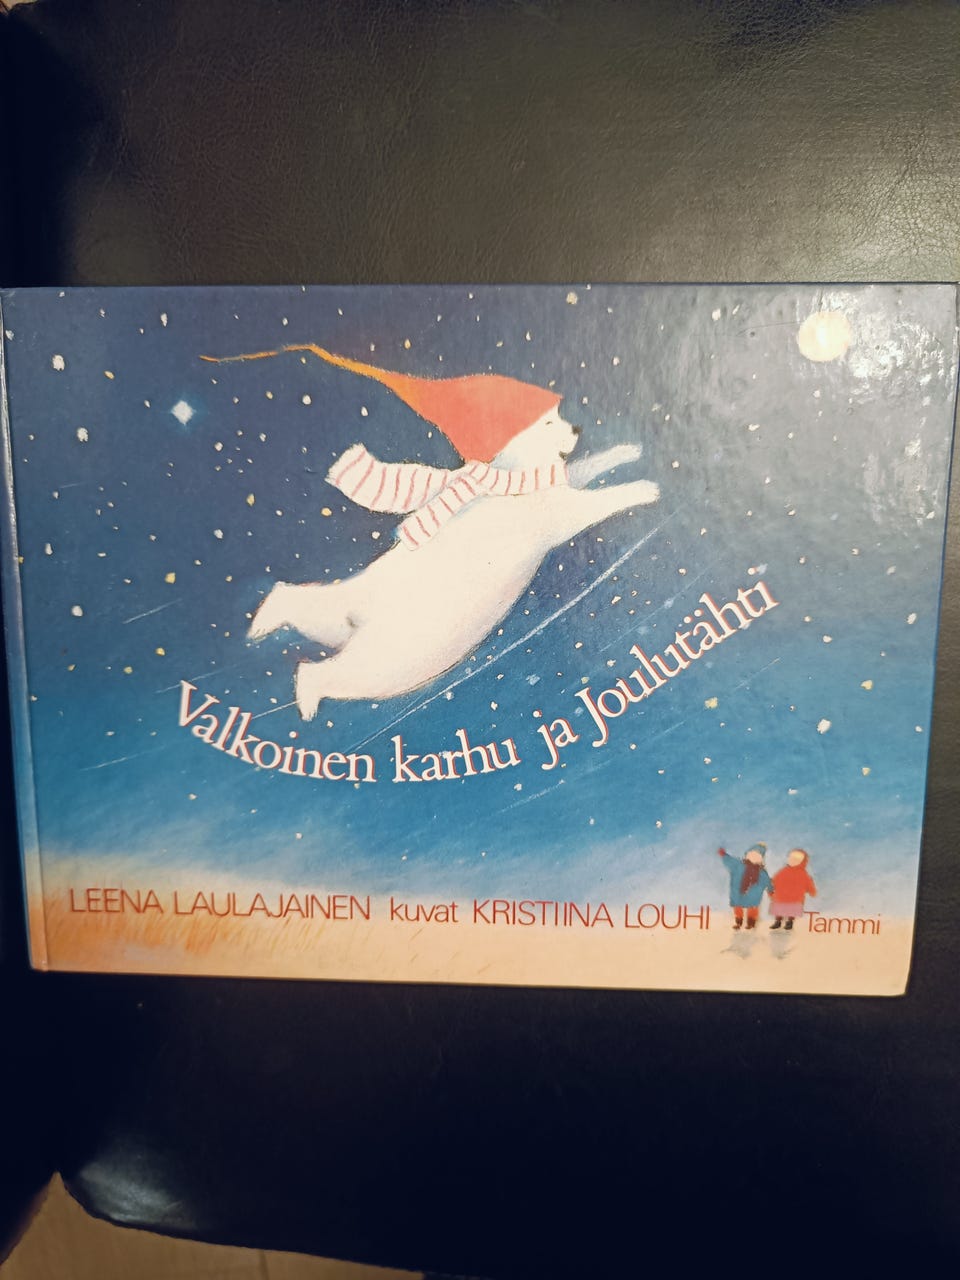 Valkoinen karhu ja Joulutähti
LEENA LAULAJAINEN kuvat KRISTIINA LOUHI Tammi